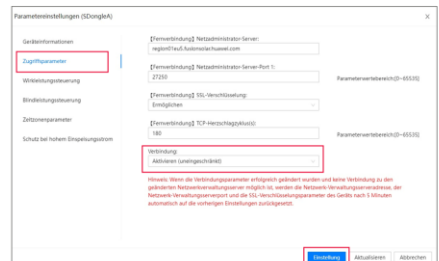 Parametereinstellungen (SDongleA)
×
Geräteinformationen
Zugriffsparameter
Wirkleistungssteuerung
Blindleistungssteuerung
Zeitzonenparameter
Schutz bei hohem Einspeisungsstrom
[Fernverbindung] Netzadministrator-Server:
region01eu5.fusionsolar.huawei.com
[Fernverbindung] Netzadministrator-Server-Port 1:
27250
Parameterwertebereich:[0~65535]
[Fernverbindung] SSL-Verschlüsselung:
Ermöglichen
[Fernverbindung] TCP-Herzschlagzyklus(s):
180
Parameterwertebereich:[0~65535]
Verbindung:
Aktivieren (uneingeschränkt)
Hinweis: Wenn die Verbindungsparameter erfolgreich geändert wurden und keine Verbindung zu den
geänderten Netzwerkverwaltungsserver möglich ist, werden die Netzwerk-Verwaltungsserveradresse, der
Netzwerk-Verwaltungsserverport und die SSL-Verschlüsselungsparameter des Geräts nach 5 Minuten
automatisch auf die vorherigen Einstellungen zurückgesetzt.
Einstellung
Aktualisieren
Abbrechen